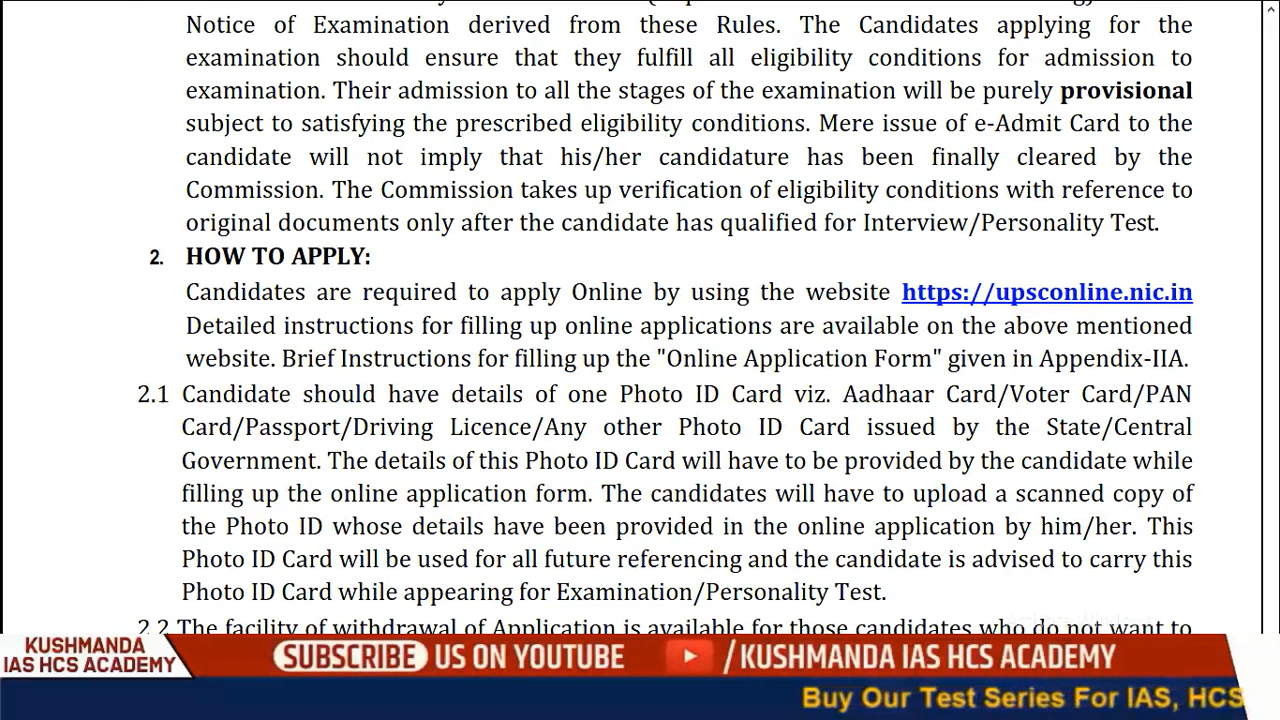 Notice of Examination derived from these Rules. The Candidates applying for the
examination should ensure that they fulfill all eligibility conditions for admission to
examination. Their admission to all the stages of the examination will be purely provisional
subject to satisfying the prescribed eligibility conditions. Mere issue of e-Admit Card to the
candidate will not imply that his/her candidature has been finally cleared by the
Commission. The Commission takes up verification of eligibility conditions with reference to
original documents only after the candidate has qualified for Interview/Personality Test.
2. HOW TO APPLY:
Candidates are required to apply Online by using the website https://upsconline.nic.in
Detailed instructions for filling up online applications are available on the above mentioned
website. Brief Instructions for filling up the "Online Application Form" given in Appendix-IIA.
2.1 Candidate should have details of one Photo ID Card viz. Aadhaar Card/Voter Card/PAN
Card/Passport/Driving Licence/Any other Photo ID Card issued by the State/Central
Government. The details of this Photo ID Card will have to be provided by the candidate while
filling up the online application form. The candidates will have to upload a scanned copy of
the Photo ID whose details have been provided in the online application by him/her. This
Photo ID Card will be used for all future referencing and the candidate is advised to carry this
Photo ID Card while appearing for Examination/Personality Test.
2.2 The facility of withdrawal of Application is available for those candidates who do not want to
KUSHMANDA
IAS HCS ACADEMY
SUBSCRIBE US ON YOUTUBE /KUSHMANDA IAS HCS ACADEMY
Buy Our Test Series For IAS, HCS